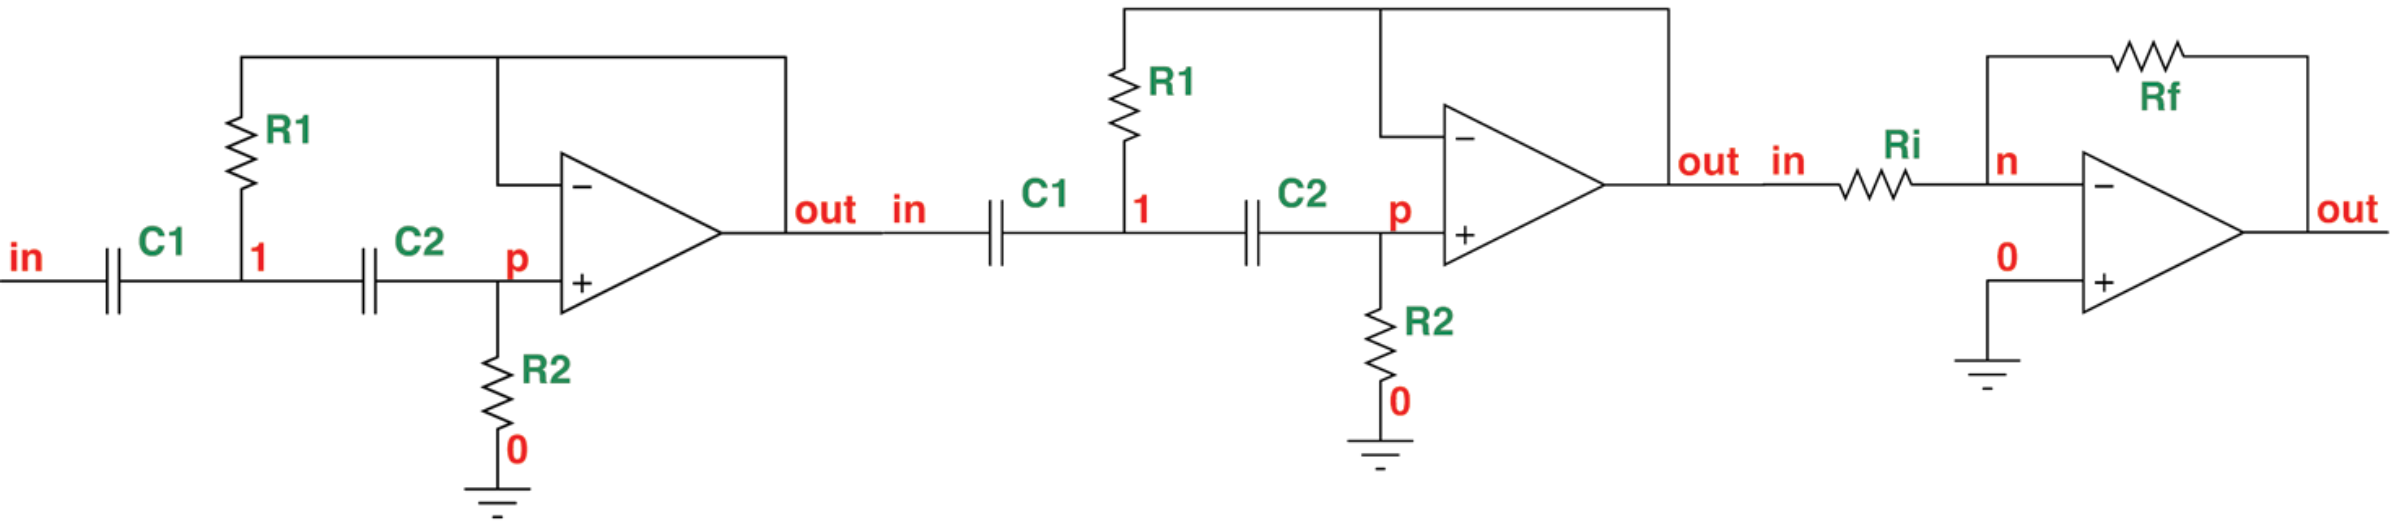 R1
C1
C2
in
1
p
−
+
out
R2
0
R1
C1
C2
in
1
p
−
+
out
R2
0
Rf
Ri
in
n
−
0
+
out